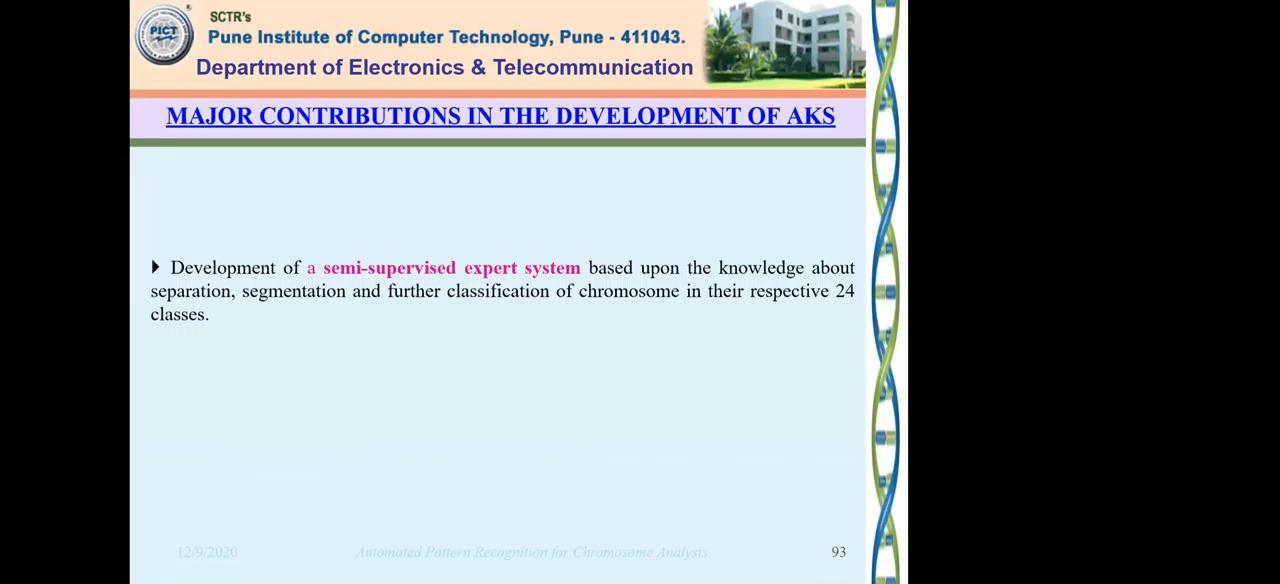 SCTR's
PICT
Pune Institute of Computer Technology, Pune - 411043.
Department of Electronics & Telecommunication
MAJOR CONTRIBUTIONS IN THE DEVELOPMENT OF AKS
Development of a semi-supervised expert system based upon the knowledge about
separation, segmentation and further classification of chromosome in their respective 24
classes.
12/9/2020 Automated Pattern Recognition for Chromosome Analysis 93